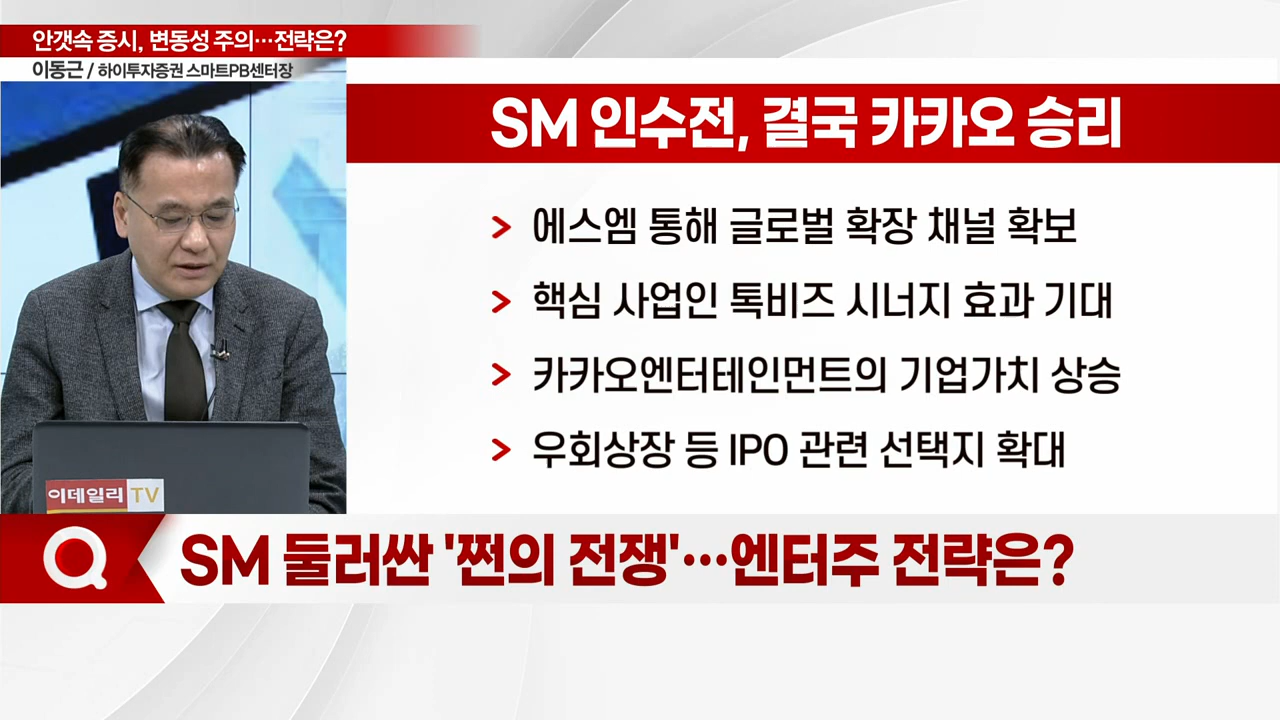 안갯속 증시, 변동성 주의…전략은?
이동근 / 하이투자증권 스마트PB센터장
SM 인수전, 결국 카카오 승리
> 에스엠 통해 글로벌 확장 채널 확보
> 핵심 사업인 톡비즈 시너지 효과 기대
> 카카오엔터테인먼트의 기업가치 상승
> 우회상장 등 IPO 관련 선택지 확대
이데일리 TV
Q SM 둘러싼 '쩐의 전쟁'…엔터주 전략은?